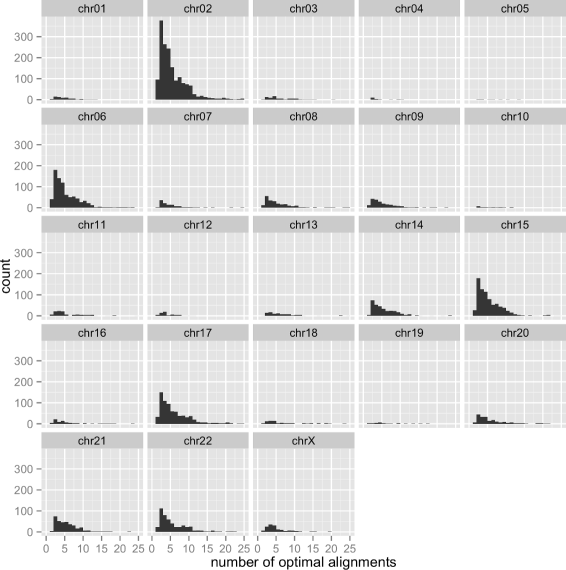 chr01 chr02 chr03 chr04 chr05
300
200
100
0
chr06 chr07 chr08 chr09 chr10
300
200
100
0
chr11 chr12 chr13 chr14 chr15
300
200
100
0
count
chr16 chr17 chr18 chr19 chr20
300
200
100
0
chr21 chr22 chrX
300
200
100
0
0 5 10 15 20 25 0 5 10 15 20 25 0 5 10 15 20 25
number of optimal alignments